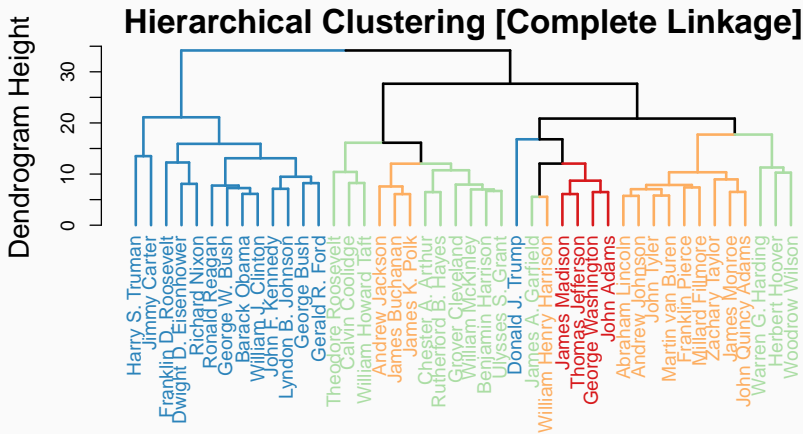 Hierarchical Clustering [Complete Linkage]
Dendrogram Height
30
20
10
0
Harry S. Truman
Jimmy Carter
Franklin D. Roosevelt
Dwight D. Eisenhower
Richard Nixon
Ronald Reagan
George W. Bush
Barack Obama
William J. Clinton
John F. Kennedy
Lyndon B. Johnson
George Bush
Gerald R. Ford
Theodore Rosevelt
Calvin Coolidge
William Howard Taft
Andrew Jackson
James Buchanan
James K. Polk
Chester A. Arthur
Rutherford B. Hayes
Grover Cleveland
William McKinley
Benjamin Harrison
Ulysses S. Grant
Donald J. Trump
James A. Garfield
William Henry Harrison
James Madison
Thomas Jefferson
George Washington
John Adams
Abraham Lincoln
Andrew Johnson
John Tyler
Martin van Buren
Franklin Pierce
Millard Fillmore
Zachary Taylor
James Monroe
John Quincy Adams
Warren G. Harding
Herbert Hoover
Woodrow Wilson